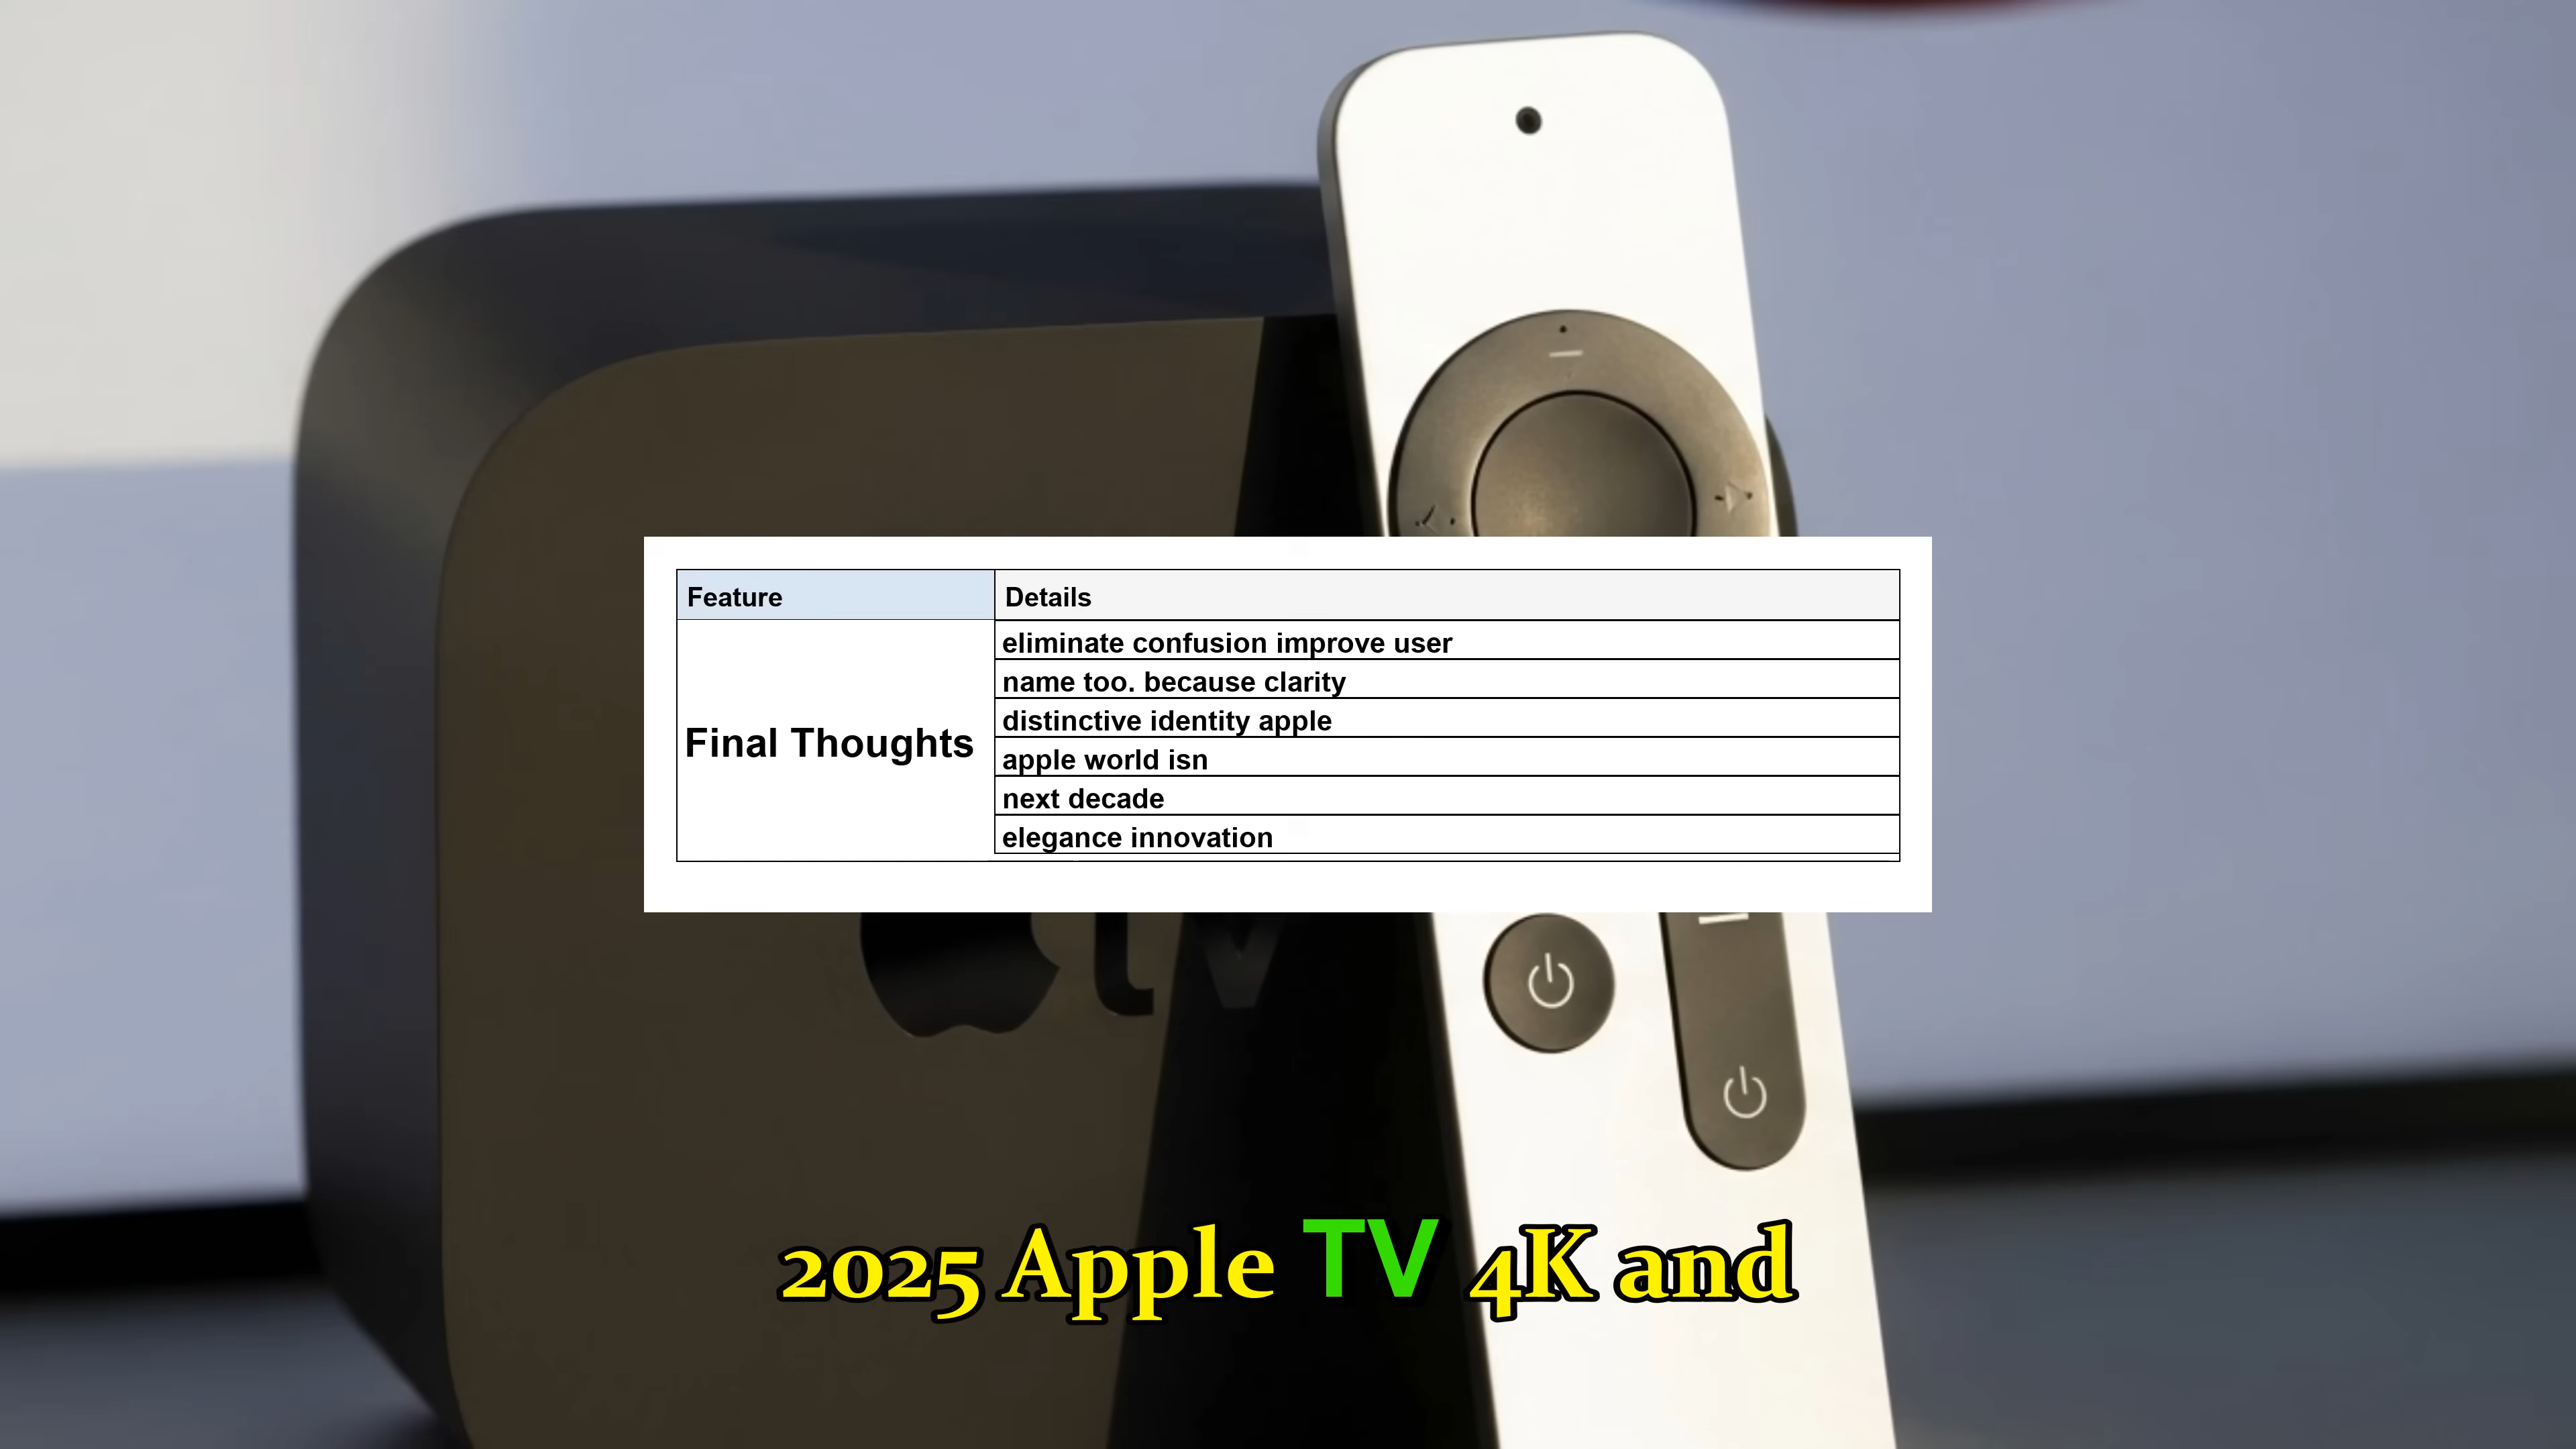 Feature
Details
Final Thoughts
eliminate confusion improve user
name too. because clarity
distinctive identity apple
apple world isn
next decade
elegance innovation
tv
2025 Apple TV 4K and